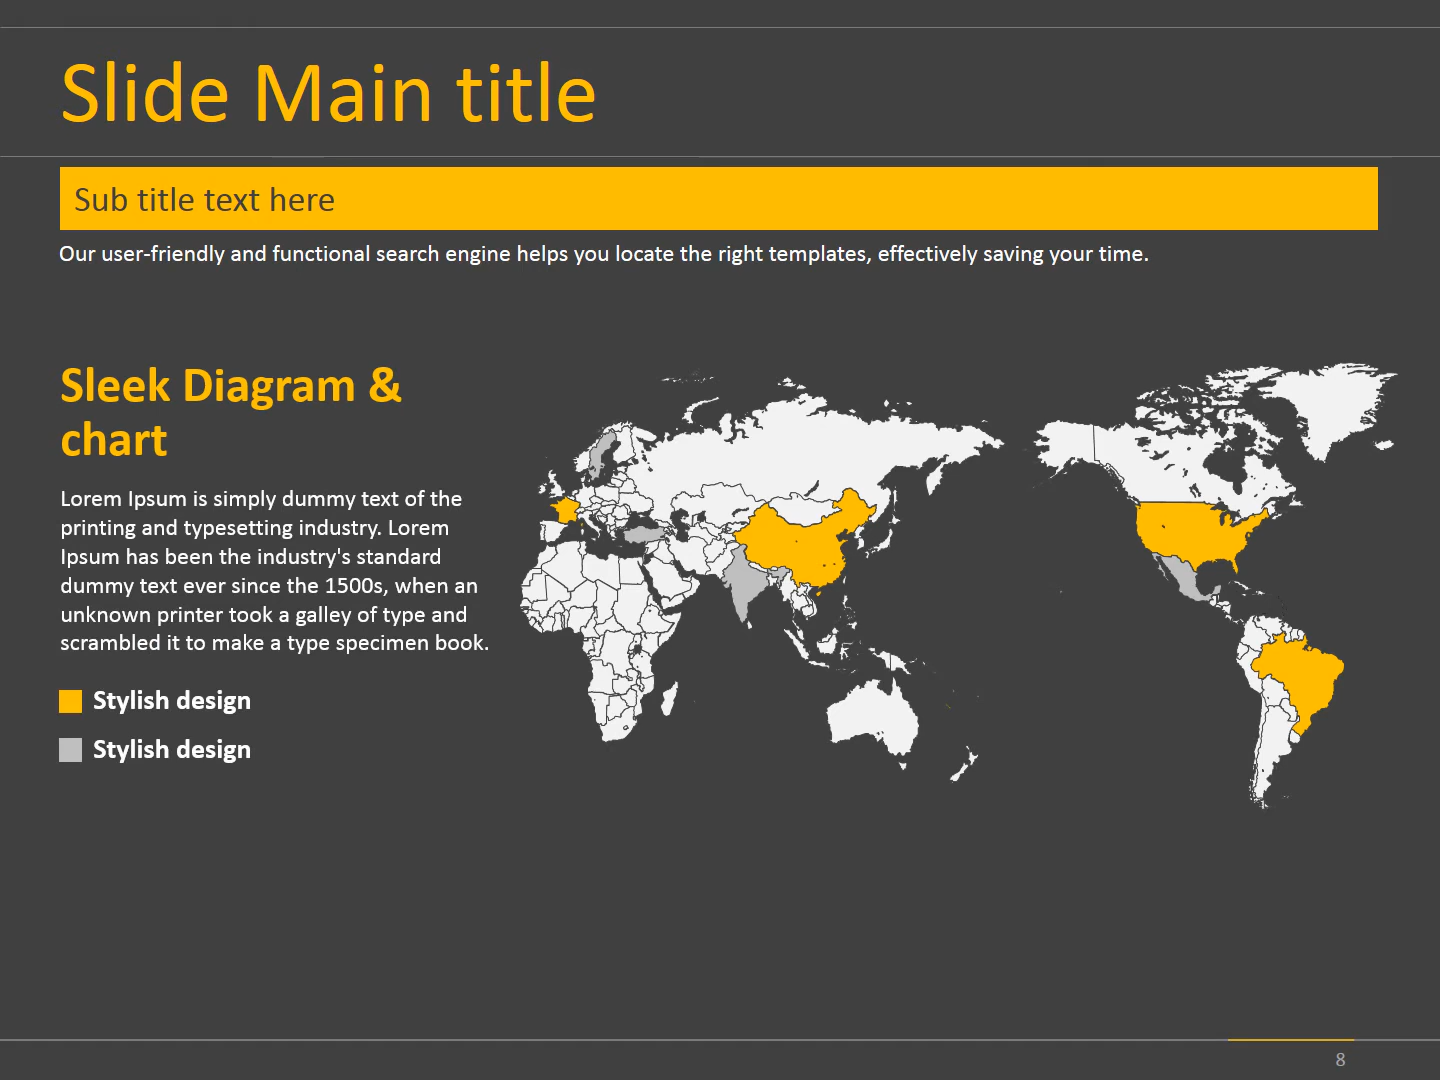 Slide Main title
Sub title text here
Our user-friendly and functional search engine helps you locate the right templates, effectively saving your time.
Sleek Diagram &
chart
Lorem Ipsum is simply dummy text of the
printing and typesetting industry. Lorem
Ipsum has been the industry's standard
dummy text ever since the 1500s, when an
unknown printer took a galley of type and
scrambled it to make a type specimen book.
Stylish design
Stylish design
8